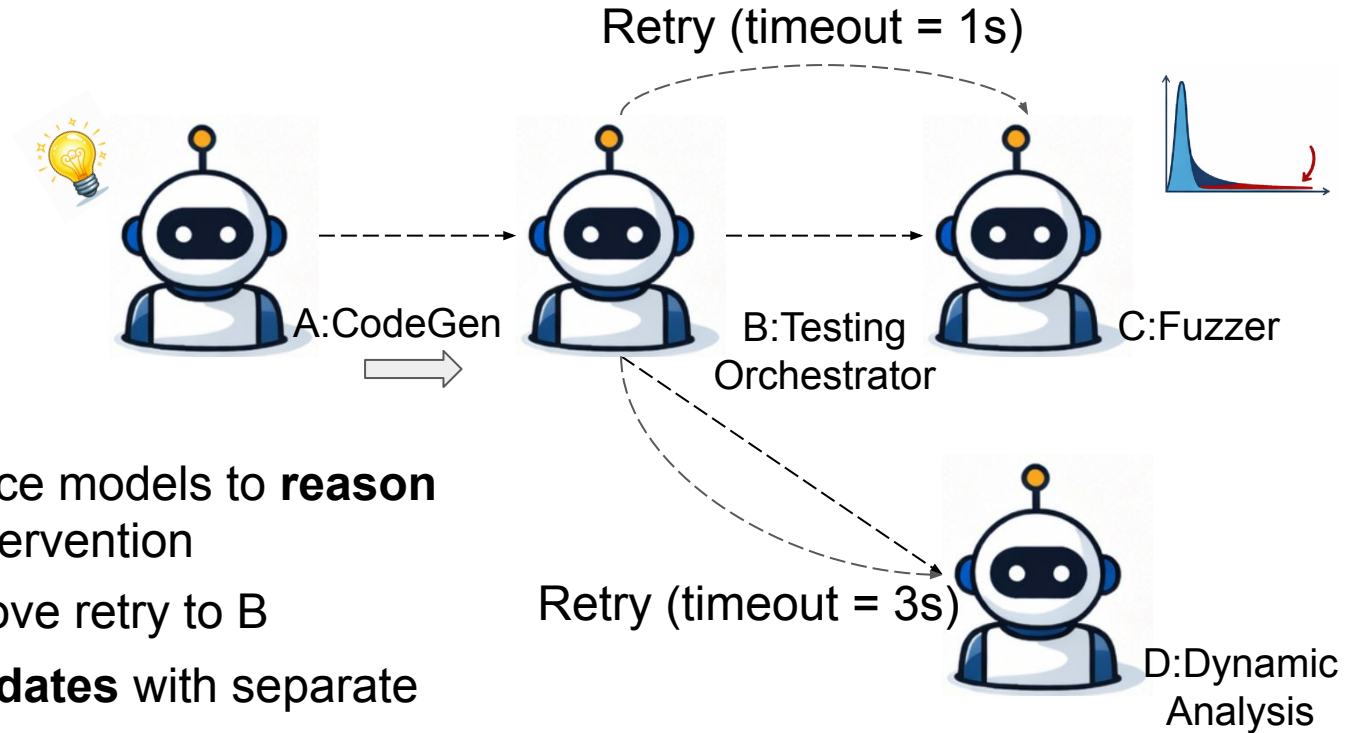 Retry (timeout = 1s)
A:CodeGen
B:Testing
Orchestrator
C:Fuzzer
ce models to reason
ervention
ove retry to B
dates with separate
Retry (timeout = 3s)
D:Dynamic
Analysis